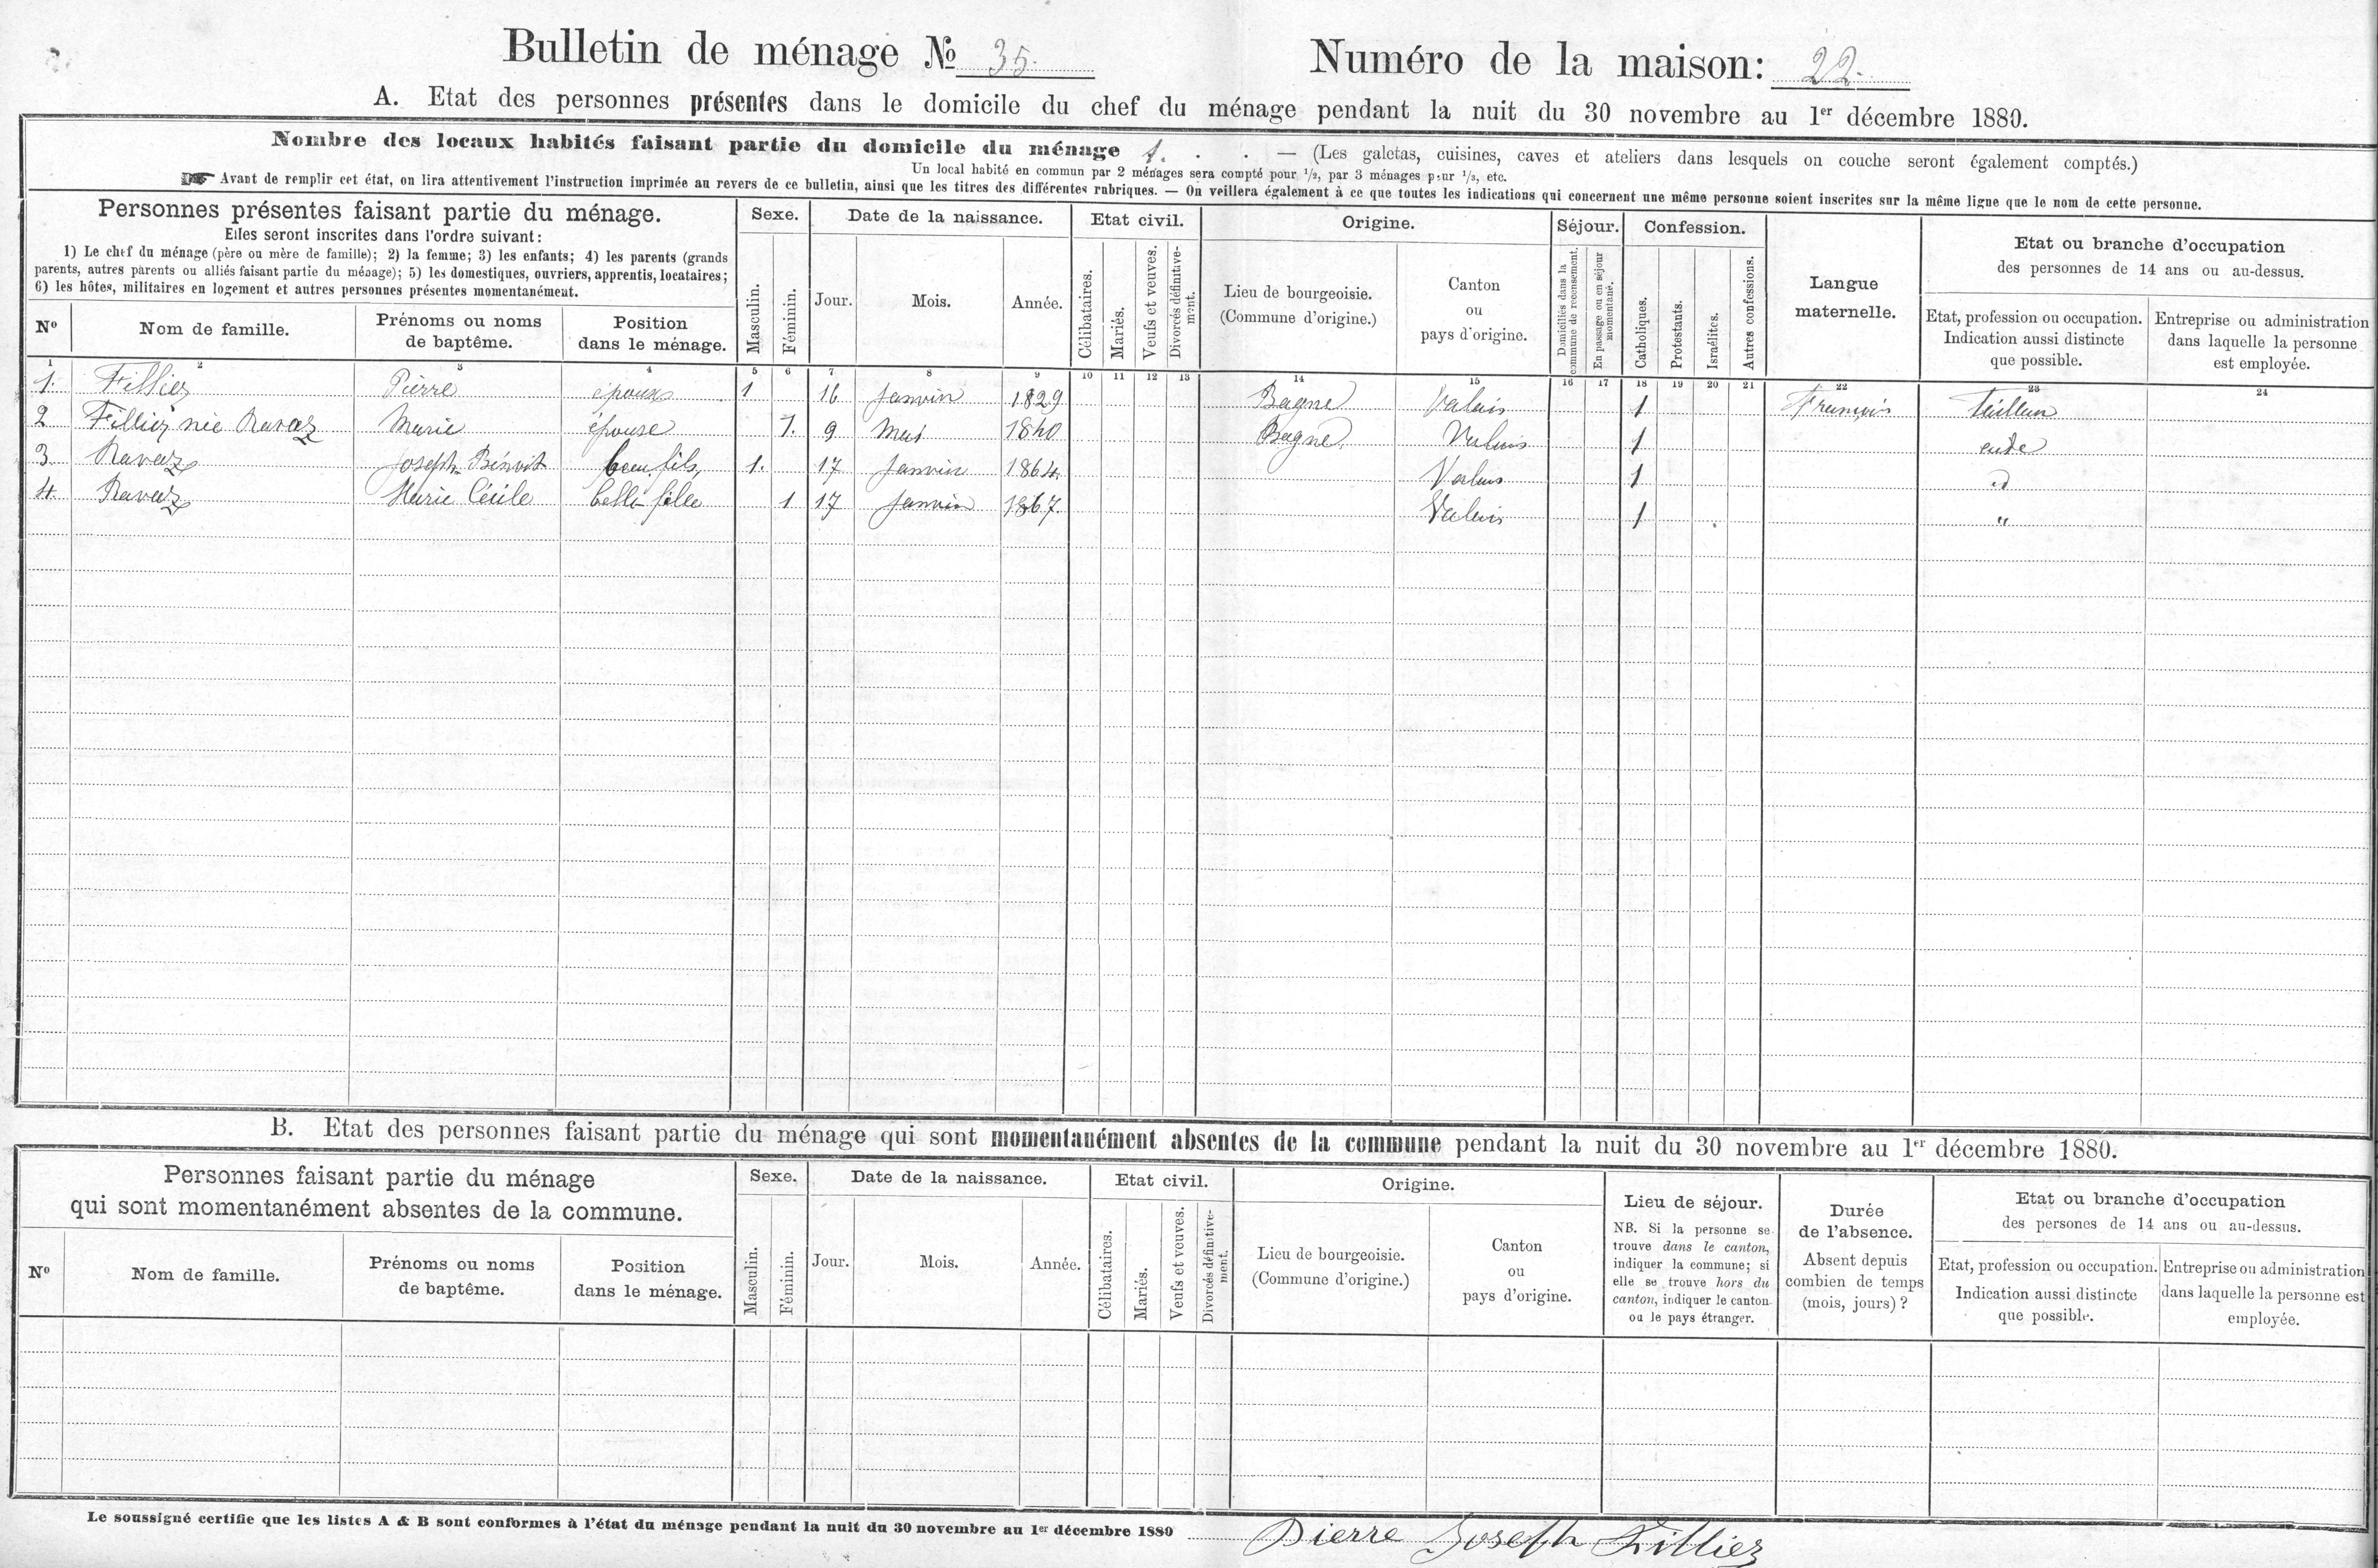 Bulletin de ménage № 35. Numéro de la maison: 22.
A. Etat des personnes présentes dans le domicile du chef du ménage pendant la nuit du 30 novembre au 1er décembre 1880.
Nombre des locaux habités faisant partie du domicile du ménage 1. . . — (Les galetas, cuisines, caves et ateliers dans lesquels on couche seront également comptés.)
Un local habité en commun par 2 ménages sera compté pour 1/2, par 3 ménages pour 1/3, etc.
☛ Avant de remplir cet état, on lira attentivement l'instruction imprimée au revers de ce bulletin, ainsi que les titres des différentes rubriques. — On veillera également à ce que toutes les indications qui concernent une même personne soient inscrites sur la même ligne que le nom de cette personne.
Personnes présentes faisant partie du ménage.
Elles seront inscrites dans l'ordre suivant:
1) Le chef du ménage (père ou mère de famille); 2) la femme; 3) les enfants; 4) les parents (grands
parents, autres parents ou alliés faisant partie du ménage); 5) les domestiques, ouvriers, apprentis, locataires;
6) les hôtes, militaires en logement et autres personnes présentes momentanément.
Nº
Nom de famille.
Prénoms ou noms
de baptême.
Position
dans le ménage.
Sexe.
Masculin.
Féminin.
Date de la naissance.
Jour.
Mois.
Année.
Etat civil.
Célibataires.
Mariés.
Veufs et veuves.
Divorcés définitive-
ment.
Origine.
Lieu de bourgeoisie.
(Commune d'origine.)
Canton
ou
pays d'origine.
Séjour.
Domiciliés dans la
commune de recensement.
En passage ou en séjour
momentané.
Confession.
Catholiques.
Protestants.
Israélites.
Autres confessions.
Langue
maternelle.
Etat ou branche d'occupation
des personnes de 14 ans ou au-dessus.
Etat, profession ou occupation.
Indication aussi distincte
que possible.
Entreprise ou administration
dans laquelle la personne
est employée.
1 2 3 4 5 6 7 8 9 10 11 12 13 14 15 16 17 18 19 20 21 22 23 24
1. Filliez Pierre époux 1 16 Janvier 1829 Bagne Valais 1 Français
2 Filliez née Ravaz Marie épouse 1. 9 Mai 1840 Bagne Valais 1
3 Ravaz Joseph Benoit beau fils 1. 17 Janvier 1864 Valais 1 id
4. Ravaz Marie Cécile belle fille 1 17 Janvier 1867. Valais 1 "
B. Etat des personnes faisant partie du ménage qui sont momentanément absentes de la commune pendant la nuit du 30 novembre au 1er décembre 1880.
Personnes faisant partie du ménage
qui sont momentanément absentes de la commune.
Nº
Nom de famille.
Prénoms ou noms
de baptême.
Position
dans le ménage.
Sexe.
Masculin.
Féminin.
Date de la naissance.
Jour.
Mois.
Année.
Etat civil.
Célibataires.
Mariés.
Veufs et veuves.
Divorcés définitive-
ment.
Origine.
Lieu de bourgeoisie.
(Commune d'origine.)
Canton
ou
pays d'origine.
Lieu de séjour.
NB. Si la personne se
trouve dans le canton,
indiquer la commune; si
elle se trouve hors du
canton, indiquer le canton
ou le pays étranger.
Durée
de l'absence.
Absent depuis
combien de temps
(mois, jours)?
Etat ou branche d'occupation
des persones de 14 ans ou au-dessus.
Etat, profession ou occupation.
Indication aussi distincte
que possible.
Entreprise ou administration
dans laquelle la personne est
employée.
Le soussigné certifie que les listes A & B sont conformes à l'état du ménage pendant la nuit du 30 novembre au 1er décembre 1880 Pierre Joseph Filliez